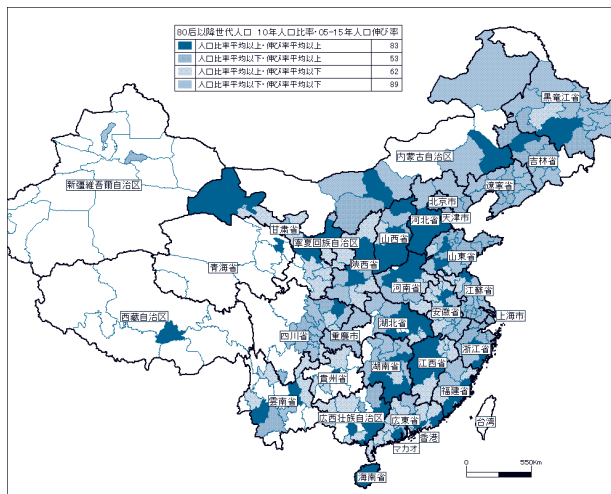 80后以降世代人口 10年人口比率・05-15年人口伸び率
人口比率平均以上・伸び率平均以上 83
人口比率平均以下・伸び率平均以上 53
人口比率平均以上・伸び率平均以下 62
人口比率平均以下・伸び率平均以下 89
黒竜江省
内蒙古自治区
吉林省
遼寧省
新疆維吾爾自治区
北京市
河北省
天津市
甘粛省
寧夏回族自治区
山西省
山東省
青海省
陝西省
河南省
江蘇省
安徽省
西蔵自治区
上海市
四川省
重慶市
湖北省
浙江省
湖南省
江西省
貴州省
福建省
雲南省
広西壮族自治区
広東省
台湾
香港
マカオ
海南省
0 550Km